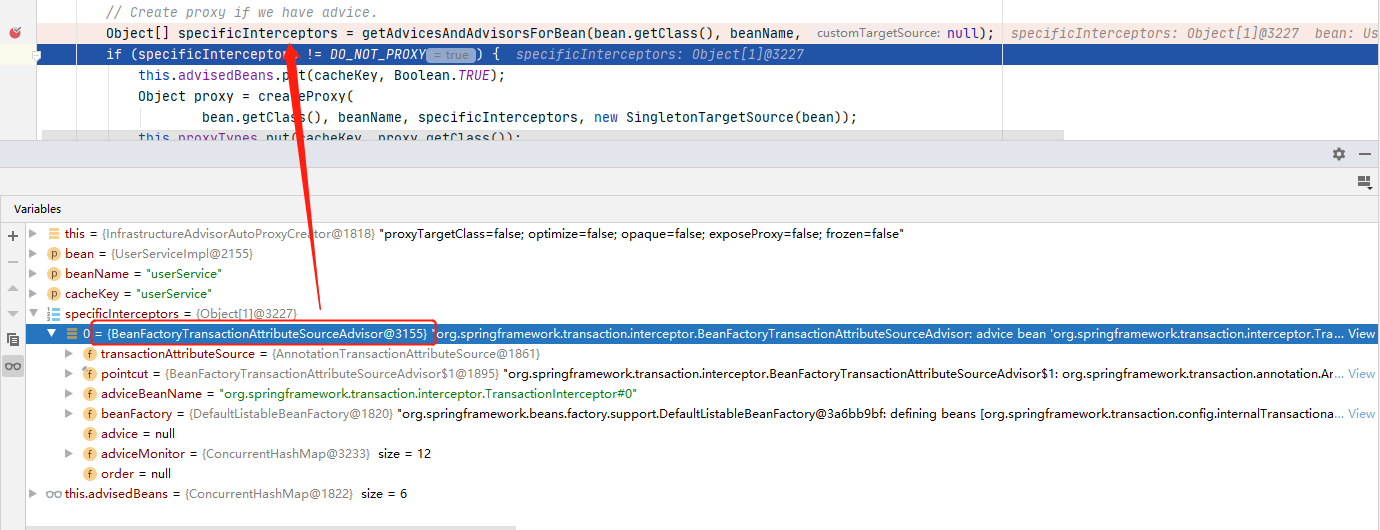 // Create proxy if we have advice.
Object[] specificInterceptors = getAdvicesAndAdvisorsForBean(bean.getClass(), beanName, customTargetSource: null); specificInterceptors: Object[1]@3227 bean: Us
if (specificInterceptors != DO_NOT_PROXY = true ) { specificInterceptors: Object[1]@3227
this.advisedBeans.put(cacheKey, Boolean.TRUE);
Object proxy = createProxy(
bean.getClass(), beanName, specificInterceptors, new SingletonTargetSource(bean));
this.proxyTypes.put(cacheKey, proxy.getClass());
Variables
this = {InfrastructureAdvisorAutoProxyCreator@1818} "proxyTargetClass=false; optimize=false; opaque=false; exposeProxy=false; frozen=false"
p bean = {UserServiceImpl@2155}
p beanName = "userService"
p cacheKey = "userService"
specificInterceptors = {Object[1]@3227}
0 = {BeanFactoryTransactionAttributeSourceAdvisor@3155} "org.springframework.transaction.interceptor.BeanFactoryTransactionAttributeSourceAdvisor: advice bean 'org.springframework.transaction.interceptor.Tra... View
f transactionAttributeSource = {AnnotationTransactionAttributeSource@1861}
f pointcut = {BeanFactoryTransactionAttributeSourceAdvisor$1@1895} "org.springframework.transaction.interceptor.BeanFactoryTransactionAttributeSourceAdvisor$1: org.springframework.transaction.annotation.Ar... View
f adviceBeanName = "org.springframework.transaction.interceptor.TransactionInterceptor#0"
f beanFactory = {DefaultListableBeanFactory@1820} "org.springframework.beans.factory.support.DefaultListableBeanFactory@3a6bb9bf: defining beans [org.springframework.transaction.config.internalTransactiona... View
f advice = null
f adviceMonitor = {ConcurrentHashMap@3233} size = 12
f order = null
this.advisedBeans = {ConcurrentHashMap@1822} size = 6